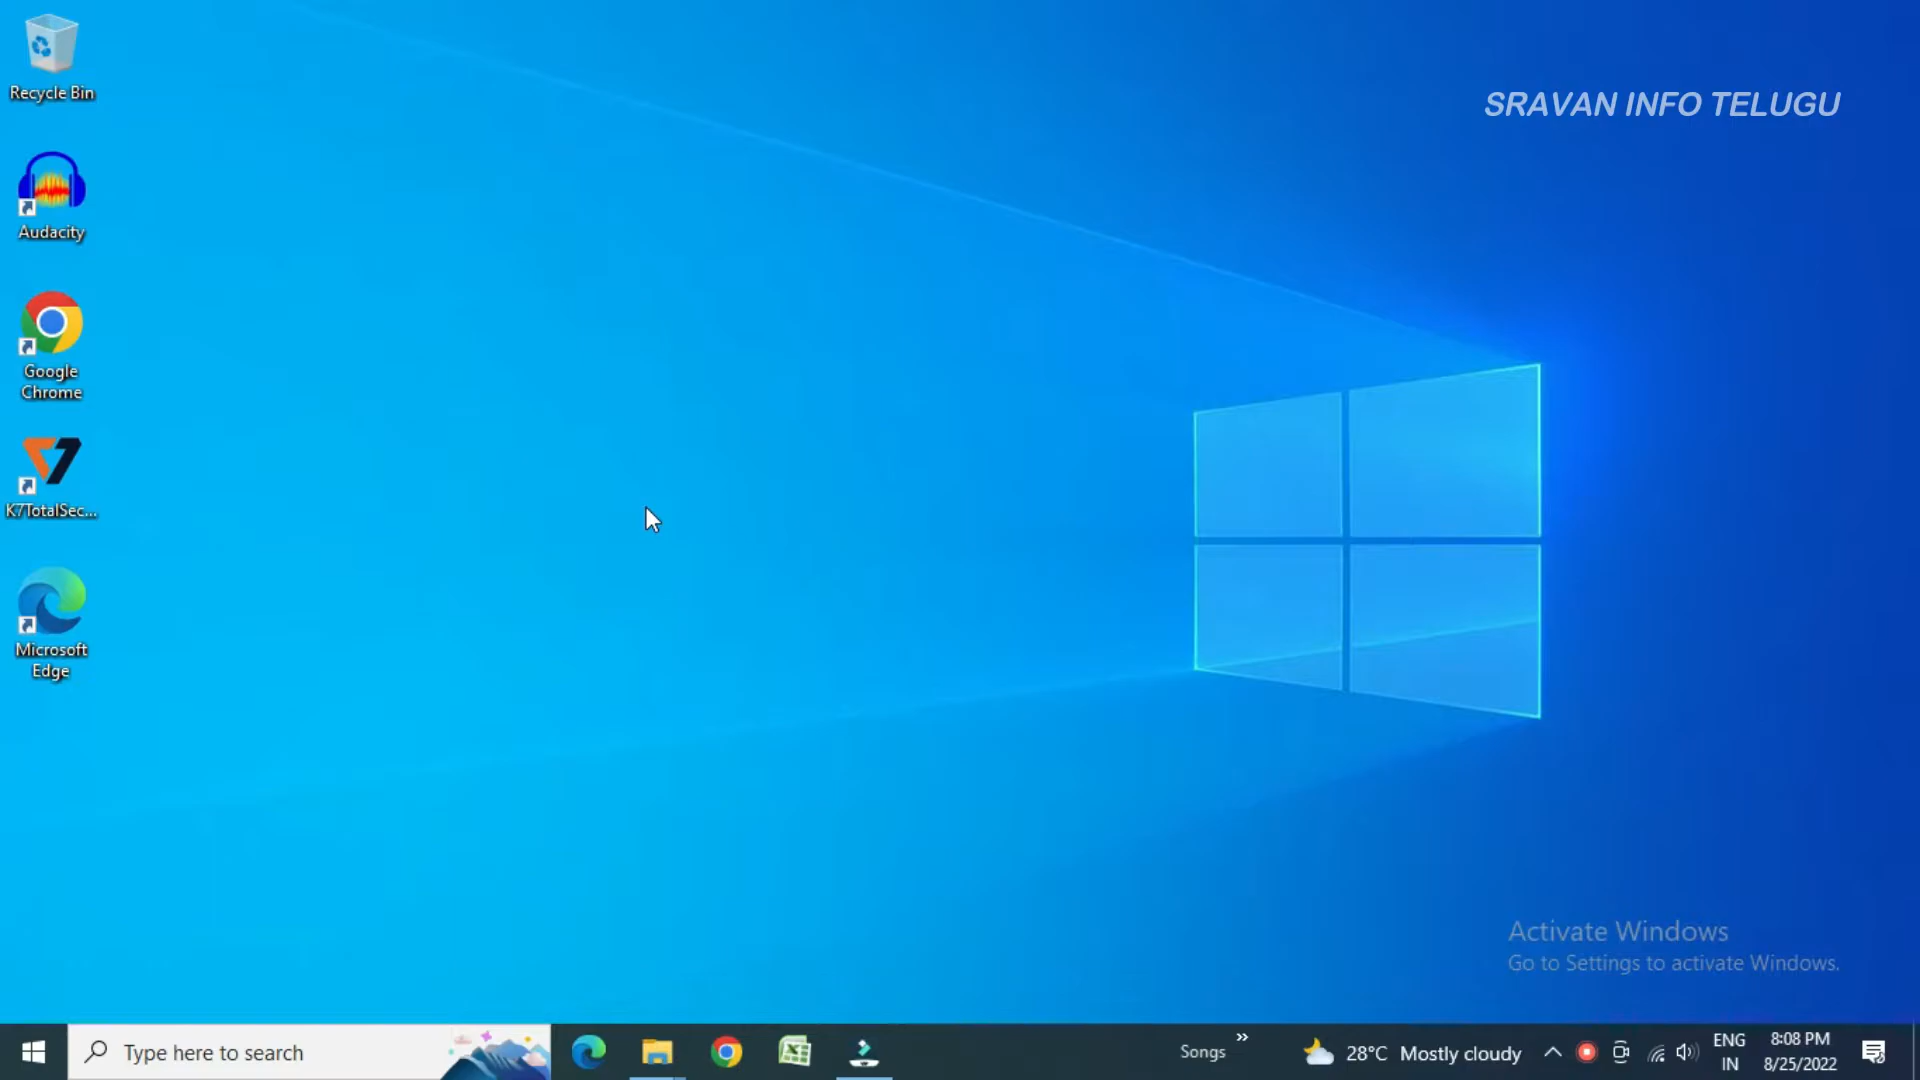 Recycle Bin
SRAVAN INFO TELUGU
Audacity
Google
Chrome
K7TotalSec...
Microsoft
Edge
Activate Windows
Go to Settings to activate Windows.
Type here to search
Songs
28°C Mostly cloudy
ENG
IN
8:08 PM
8/25/2022